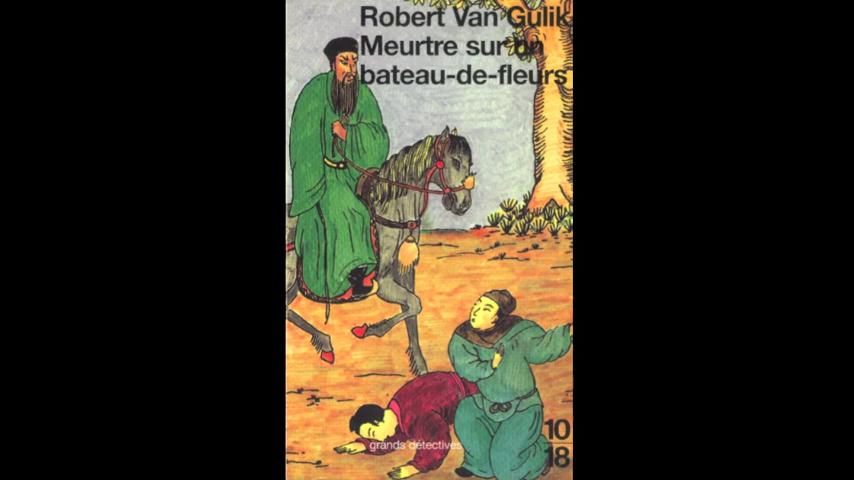 Robert Van Gulik
Meurtre sur un
bateau-de-fleurs
grands détectives
10
18